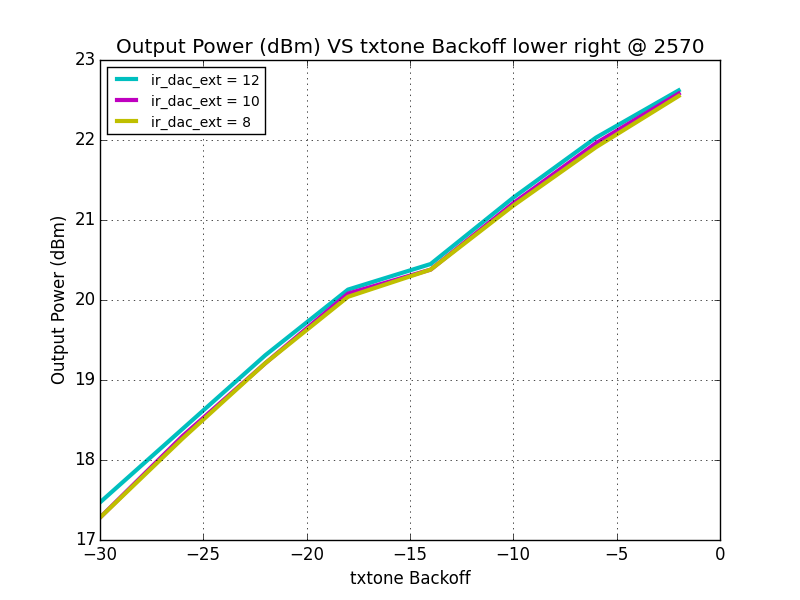 Output Power (dBm) VS txtone Backoff lower right @ 2570
ir_dac_ext = 12
ir_dac_ext = 10
ir_dac_ext = 8
Output Power (dBm)
23
22
21
20
19
18
17
−30 −25 −20 −15 −10 −5 0
txtone Backoff